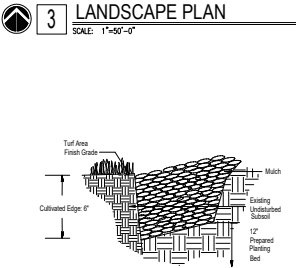 3 LANDSCAPE PLAN
SCALE: 1"=50'-0"
Turf Area
Finish Grade
Mulch
Cultivated Edge: 6"
Existing
Undisturbed
Subsoil
12"
Prepared
Planting
Bed